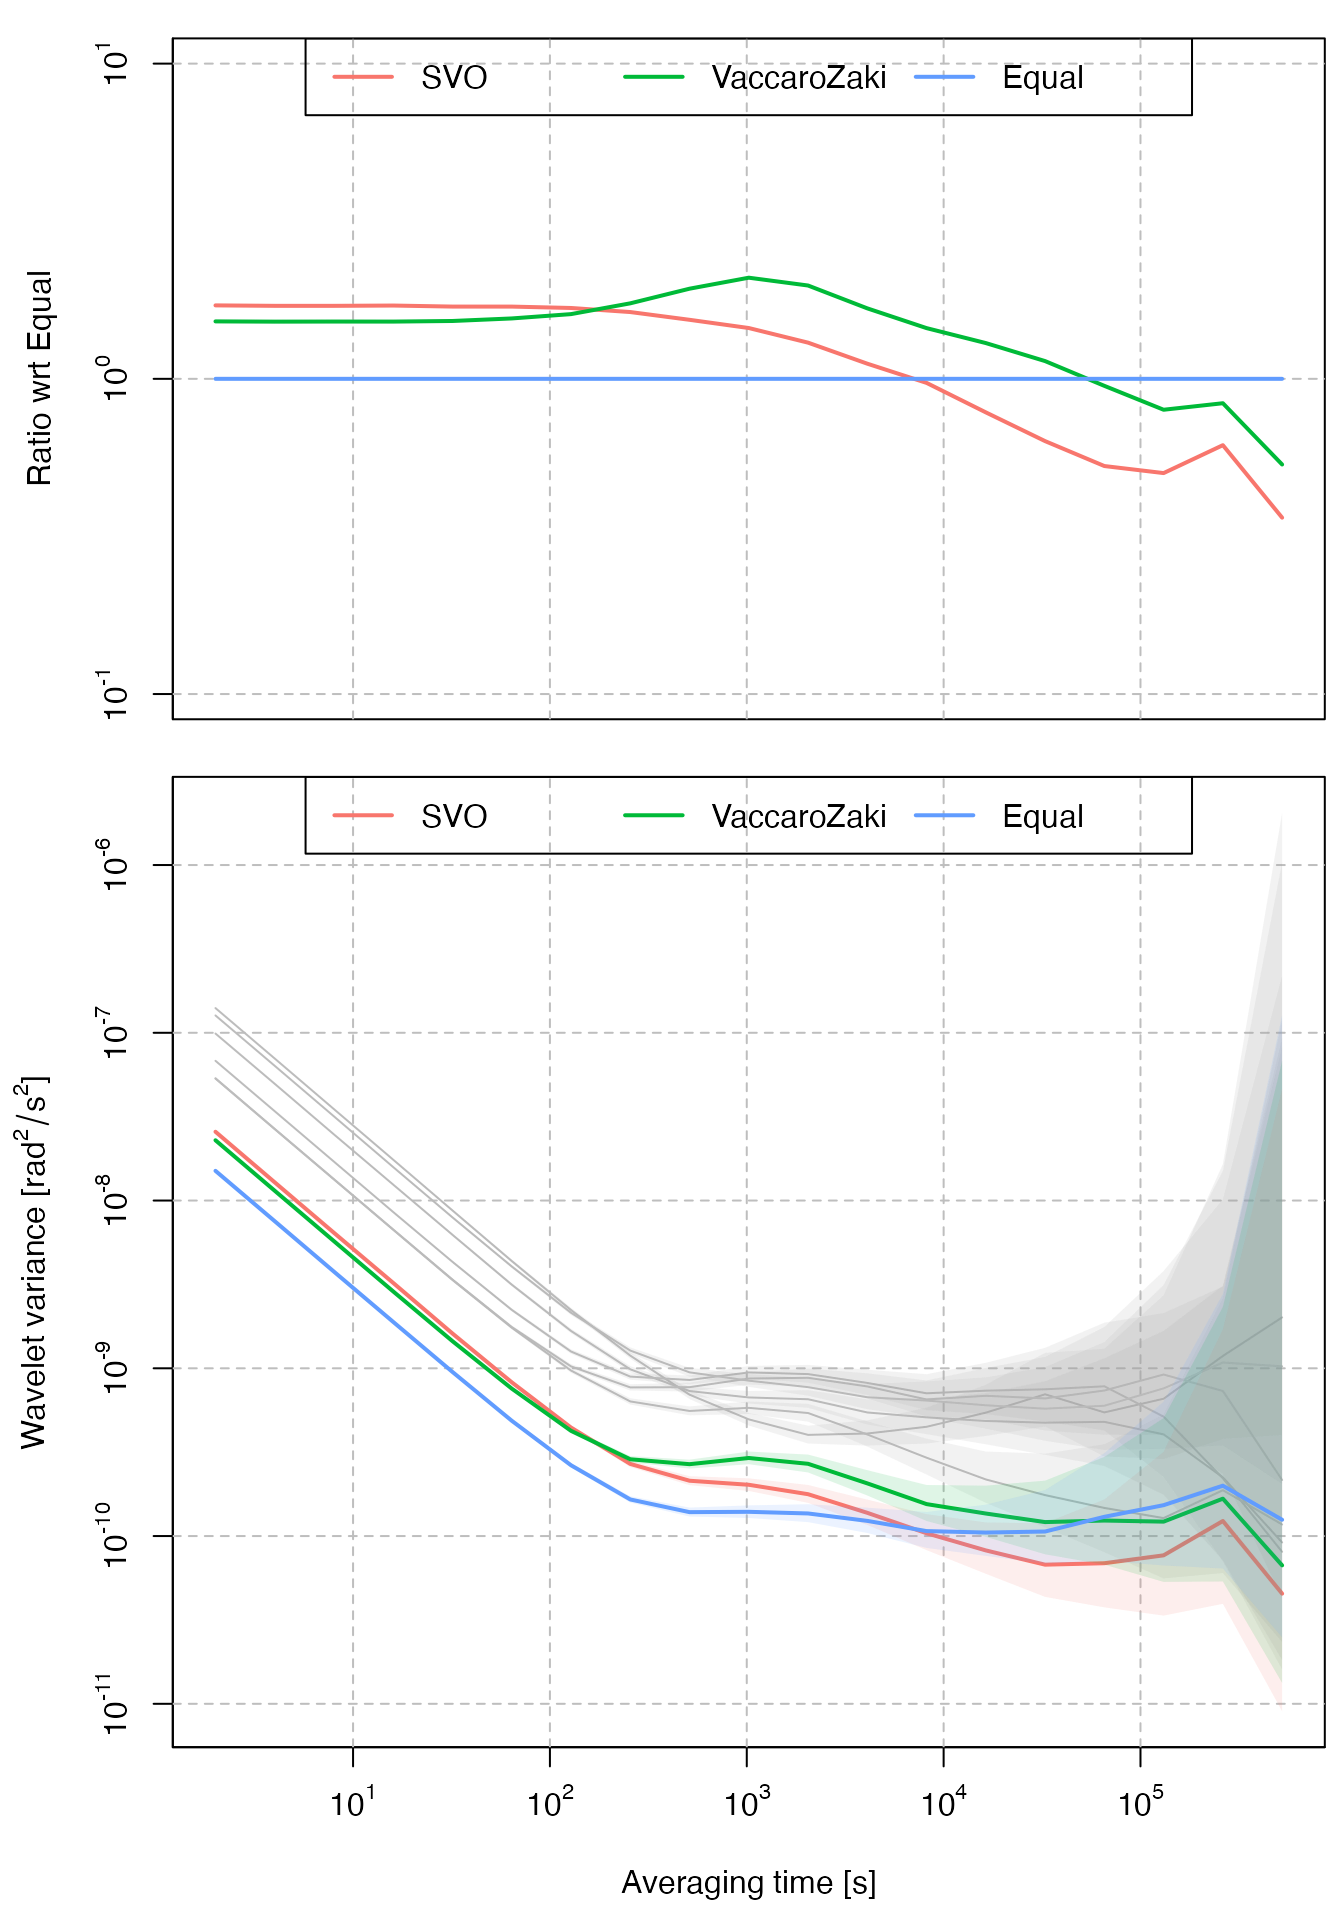 SVO VaccaroZaki Equal
10^1
10^0
10^-1
Ratio wrt Equal
SVO VaccaroZaki Equal
10^-6
10^-7
10^-8
10^-9
10^-10
10^-11
Wavelet variance [rad^2/s^2]
10^1 10^2 10^3 10^4 10^5
Averaging time [s]